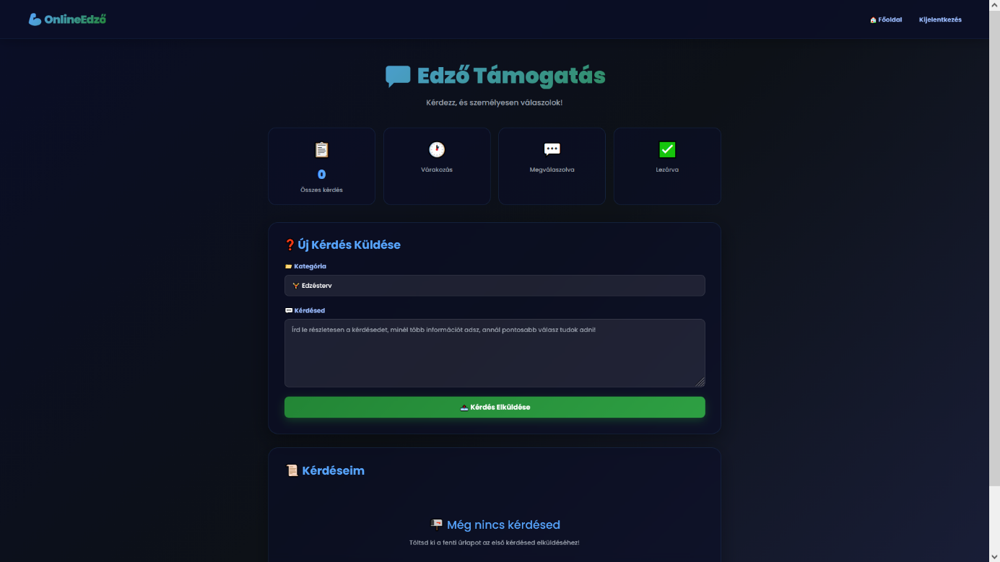 OnlineEdző
Főoldal
Kijelentkezés
Edző Támogatás
Kérdezz, és személyesen válaszolok!
0
Összes kérdés
Várakozás
Megválaszolva
Lezárva
Új Kérdés Küldése
Kategória
Edzésterv
Kérdésed
Írd le részletesen a kérdésedet, minél több információt adsz, annál pontosabb választ tudok adni!
Kérdés Elküldése
Kérdéseim
Még nincs kérdésed
Töltsd ki a fenti űrlapot az első kérdésed elküldéséhez!